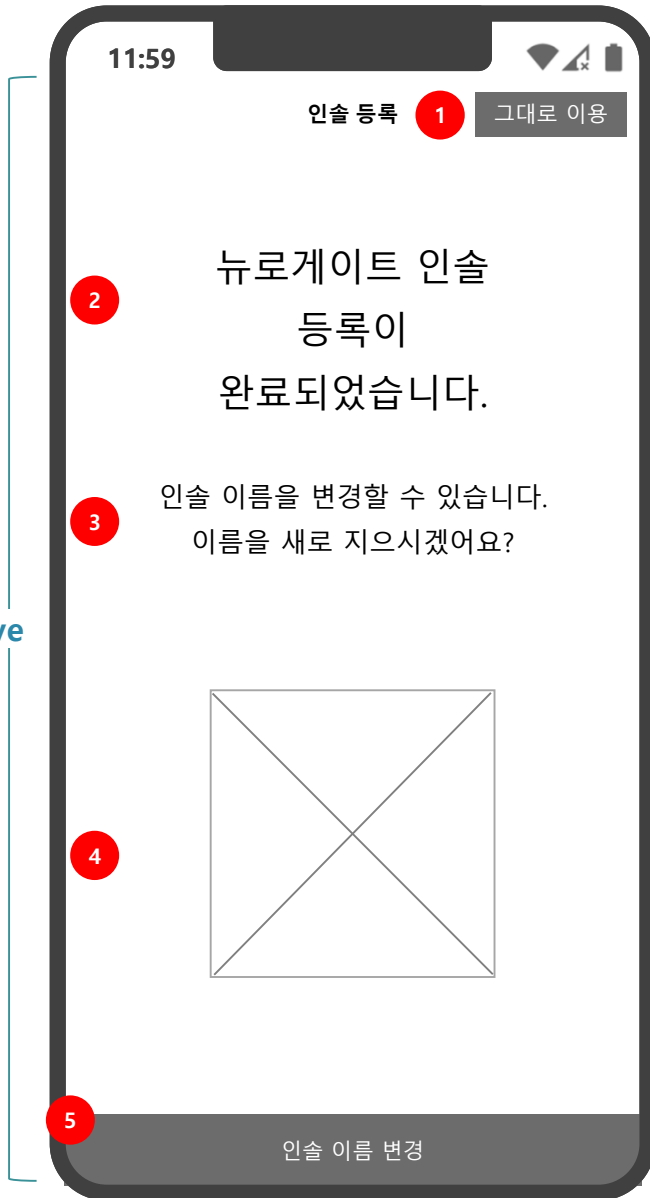 11:59
인솔 등록
1
그대로 이용
2
뉴로게이트 인솔
등록이
완료되었습니다.
3
인솔 이름을 변경할 수 있습니다.
이름을 새로 지으시겠어요?
4
5
인솔 이름 변경